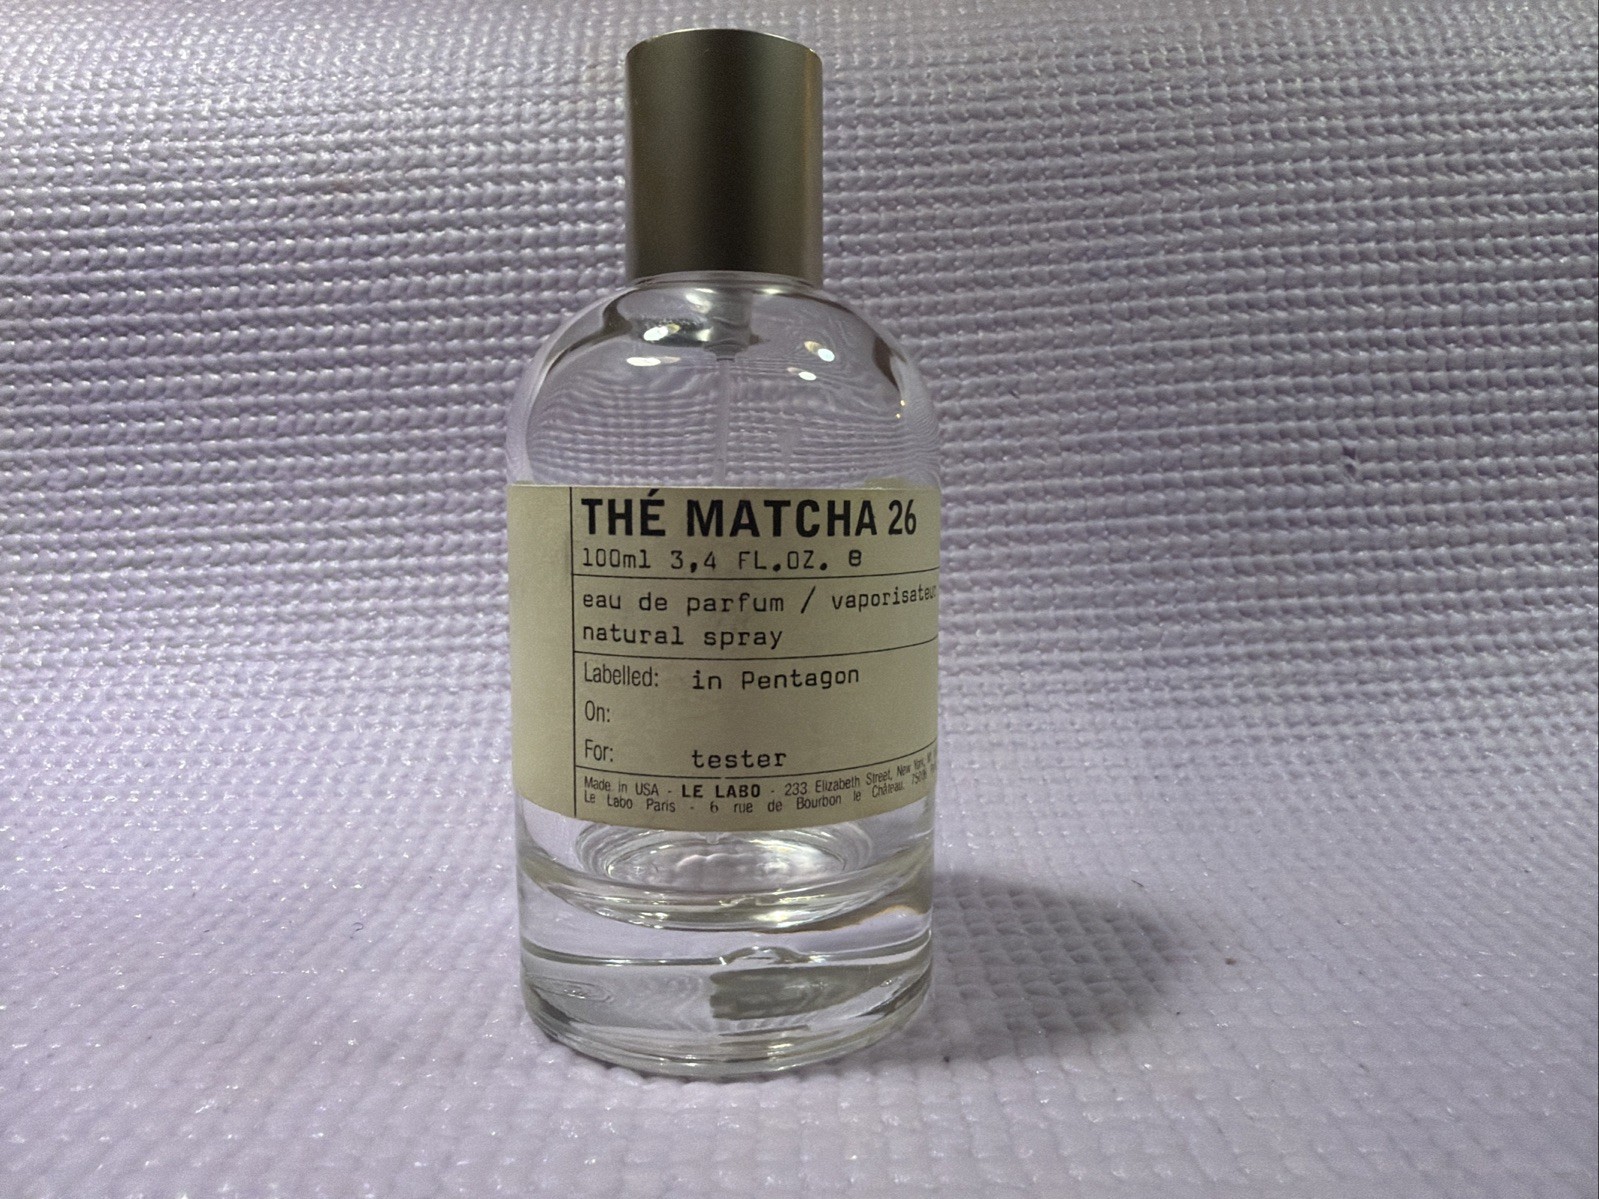 THÉ MATCHA 26
100ml 3,4 FL.OZ. e
eau de parfum / vaporisateur
natural spray
Labelled: in Pentagon
On:
For: tester
Made in USA - LE LABO - 233 Elizabeth Street, New York,
Le Labo Paris - 6 rue de Bourbon le Château,